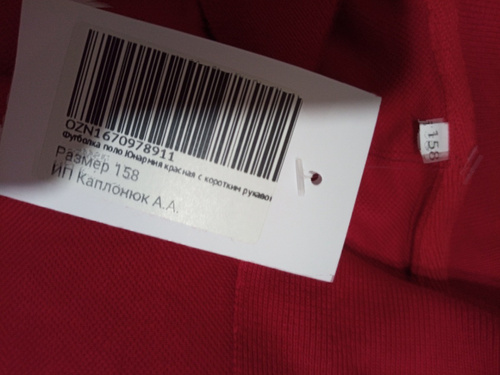 OZN1670978911
Футболка поло Юнармия красная с коротким рукавом
Размер 158
ИП Каплонюк А.А.
158